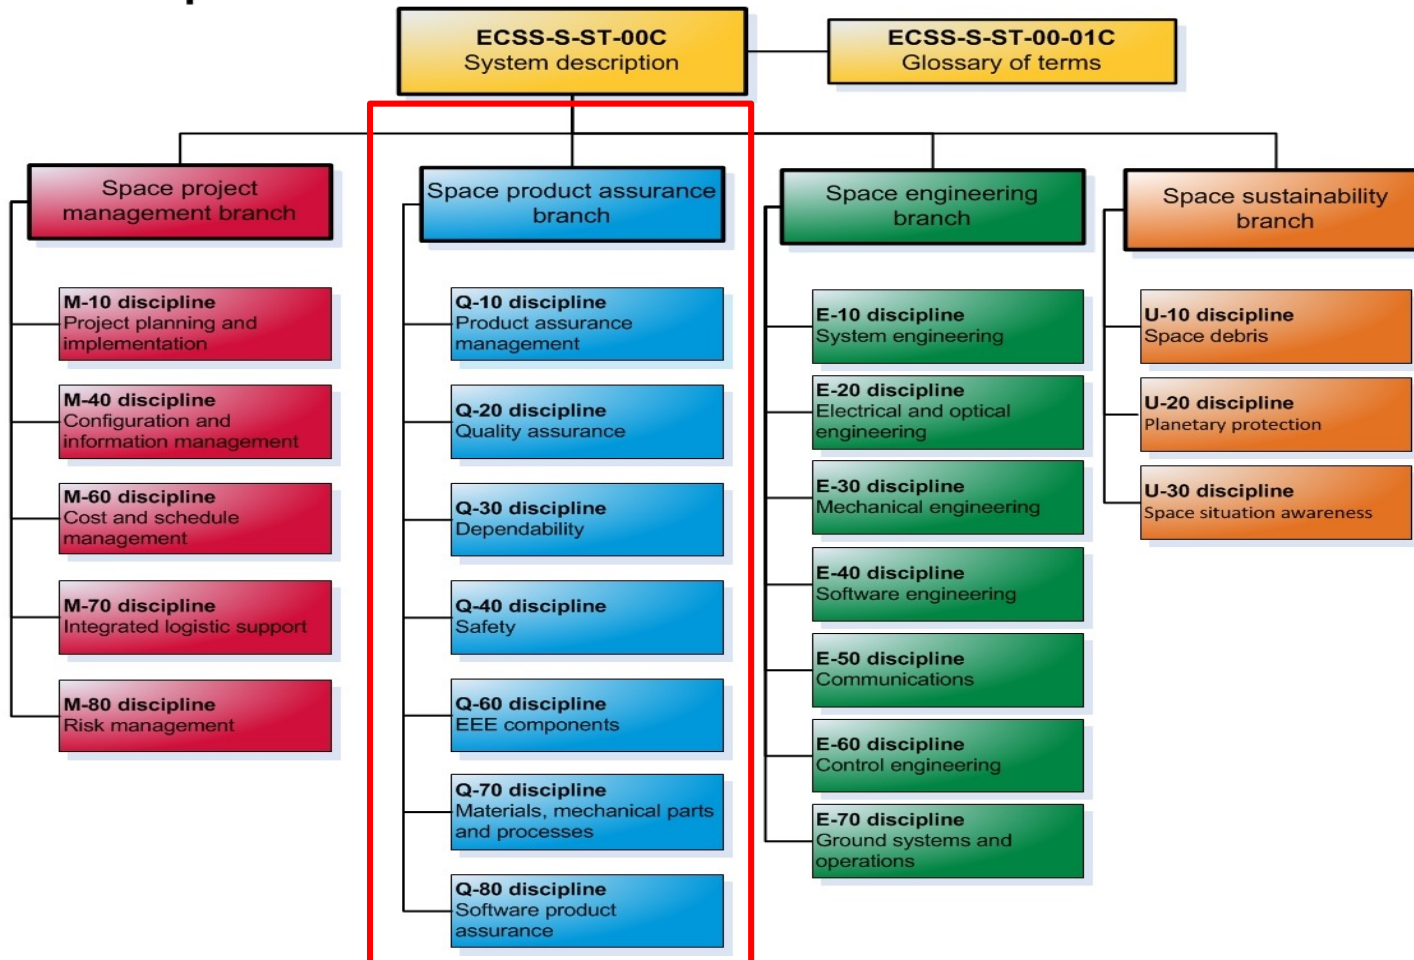 ECSS-S-ST-00C
System description
ECSS-S-ST-00-01C
Glossary of terms
Space project
management branch
M-10 discipline
Project planning and
implementation
M-40 discipline
Configuration and
information management
M-60 discipline
Cost and schedule
management
M-70 discipline
Integrated logistic support
M-80 discipline
Risk management
Space product assurance
branch
Q-10 discipline
Product assurance
management
Q-20 discipline
Quality assurance
Q-30 discipline
Dependability
Q-40 discipline
Safety
Q-60 discipline
EEE components
Q-70 discipline
Materials, mechanical parts
and processes
Q-80 discipline
Software product
assurance
Space engineering
branch
E-10 discipline
System engineering
E-20 discipline
Electrical and optical
engineering
E-30 discipline
Mechanical engineering
E-40 discipline
Software engineering
E-50 discipline
Communications
E-60 discipline
Control engineering
E-70 discipline
Ground systems and
operations
Space sustainability
branch
U-10 discipline
Space debris
U-20 discipline
Planetary protection
U-30 discipline
Space situation awareness